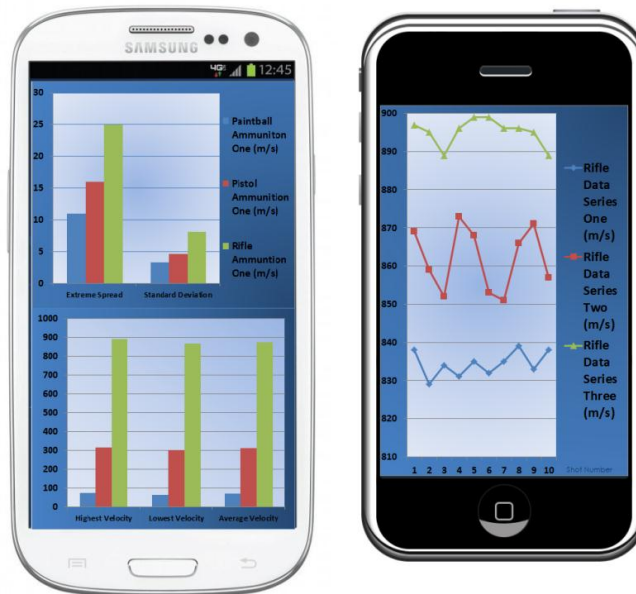 SAMSUNG
4G 12:45
30
25
20
15
10
5
0
Extreme Spread
Standard Deviation
Paintball
Ammuniton
One (m/s)
Pistol
Ammunition
One (m/s)
Rifle
Ammuntion
One (m/s)
1000
900
800
700
600
500
400
300
200
100
0
Highest Velocity
Lowest Velocity
Average Velocity
900
890
880
870
860
850
840
830
820
810
1 2 3 4 5 6 7 8 9 10
Shot Number
Rifle
Data
Series
One
(m/s)
Rifle
Data
Series
Two
(m/s)
Rifle
Data
Series
Three
(m/s)